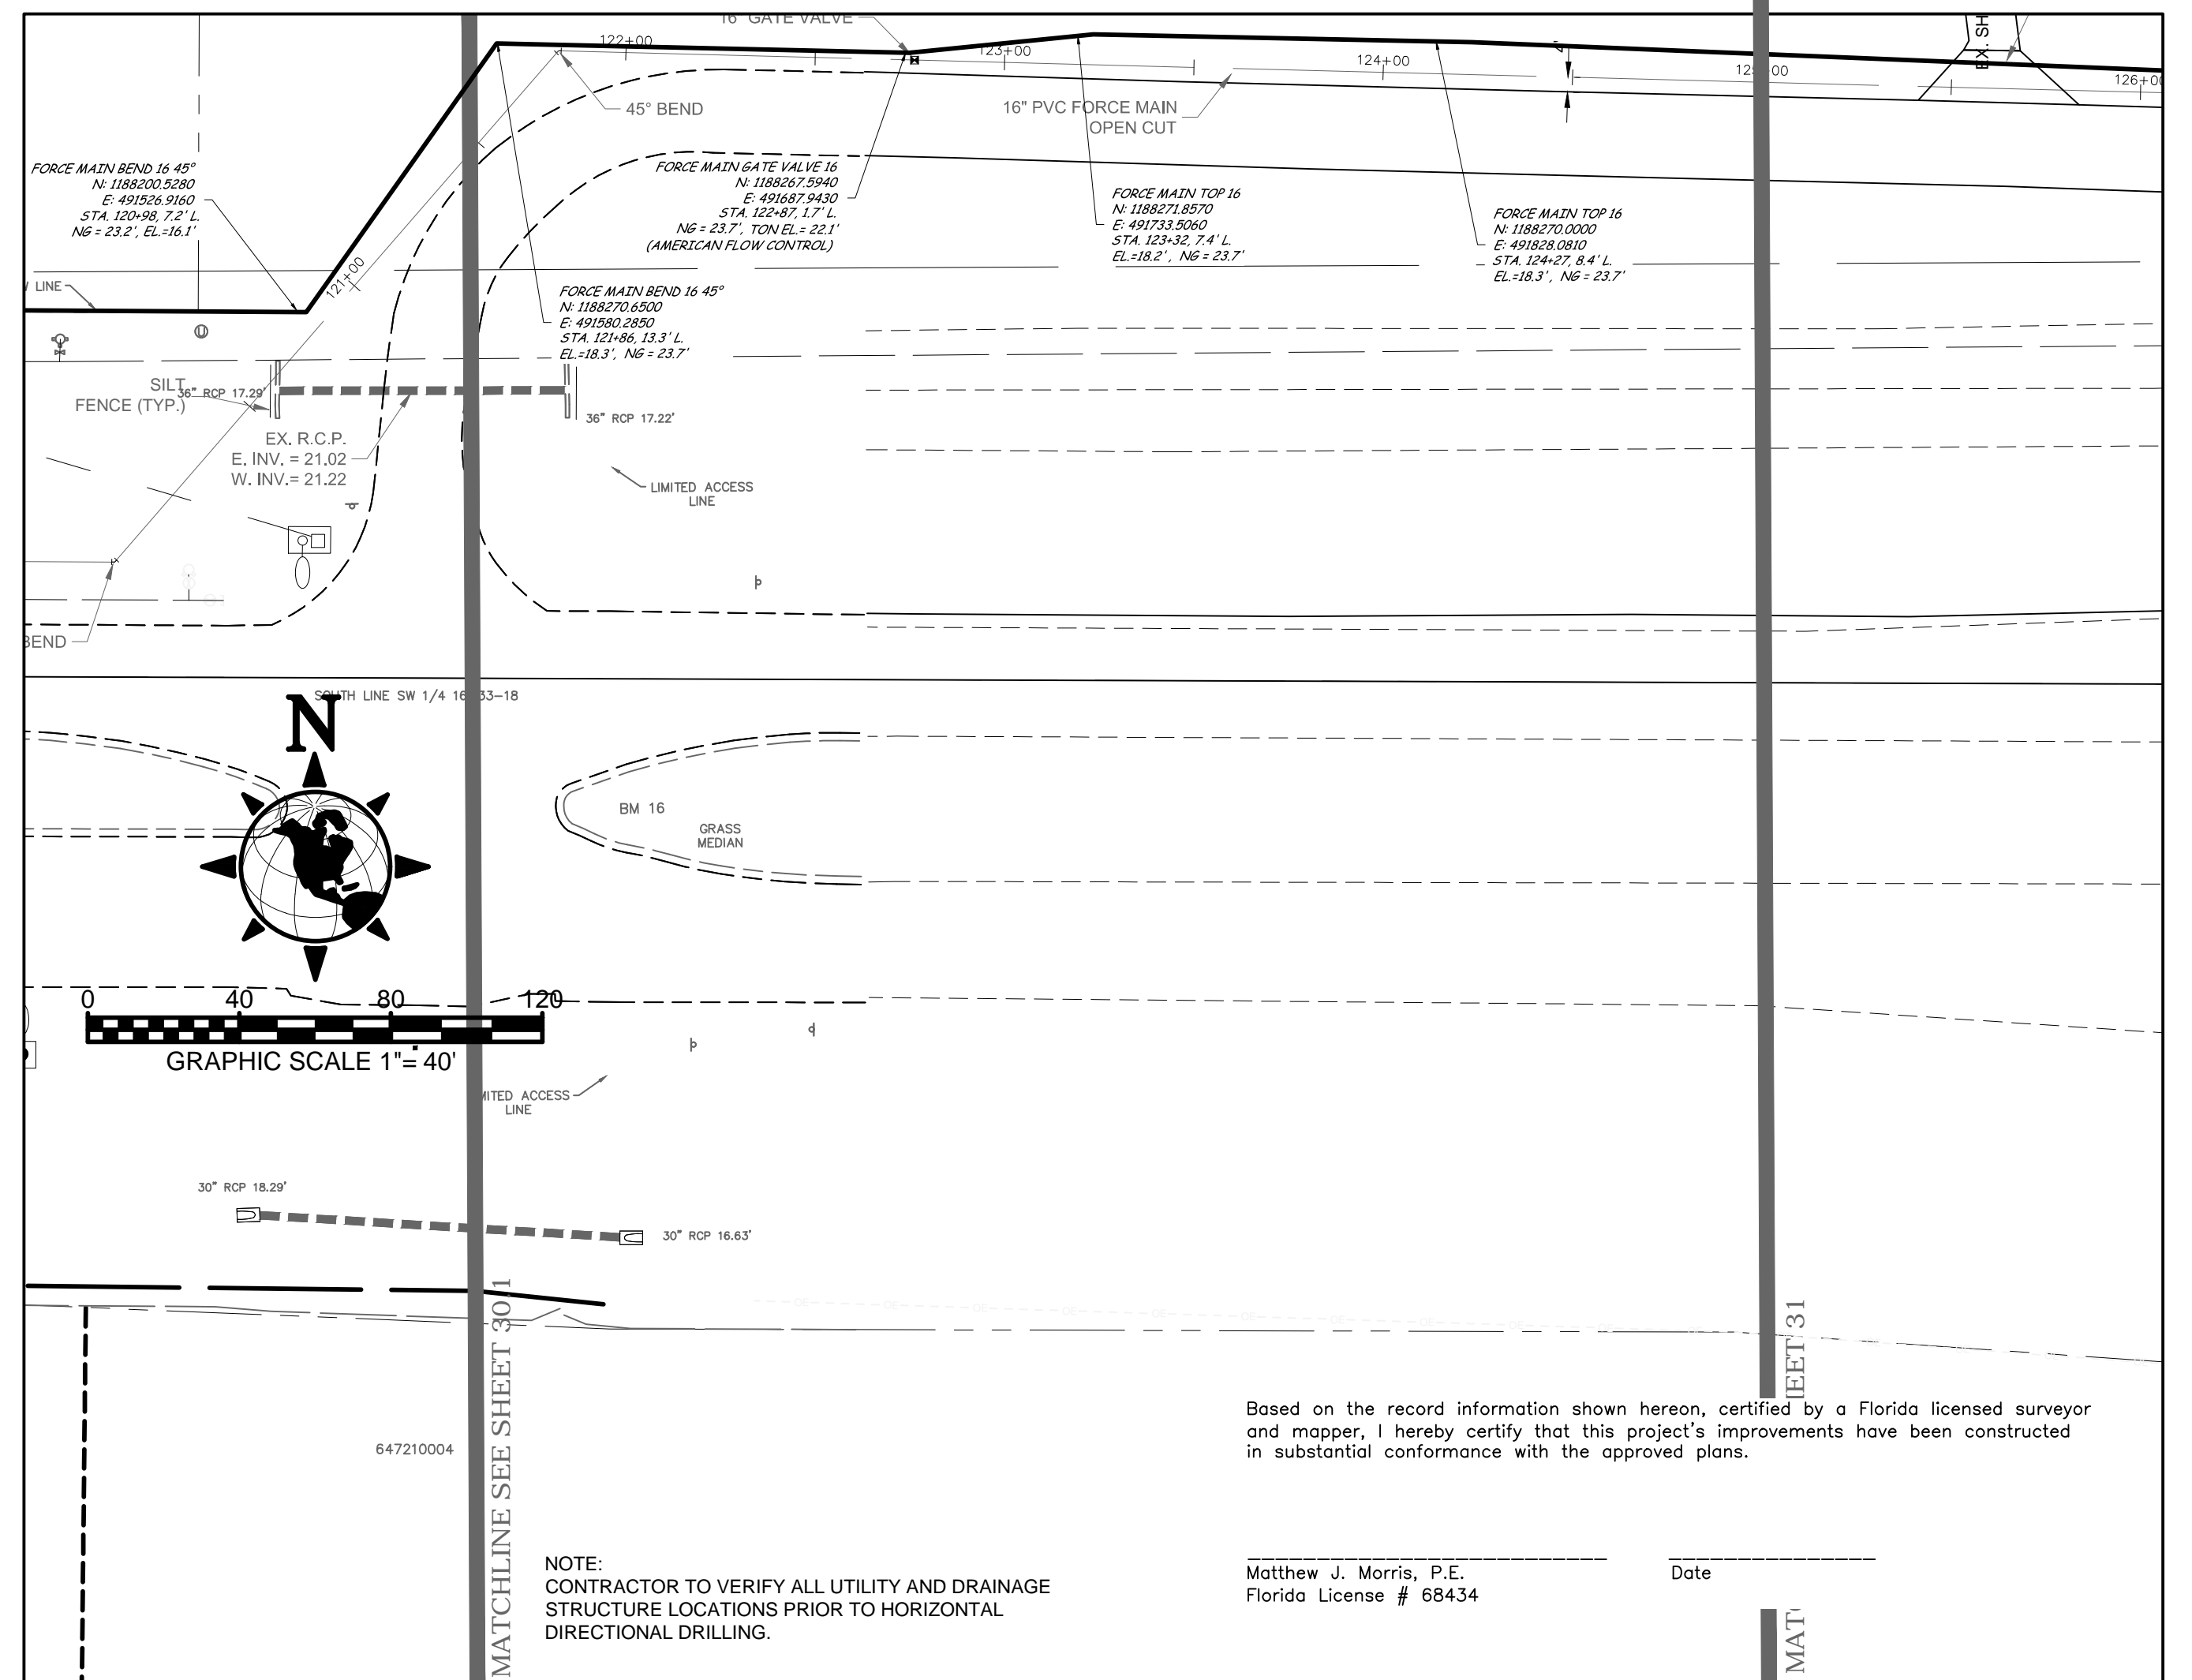 16" GATE VALVE
122+00
123+00
124+00
126+00
EX. SH
4'
45° BEND
16" PVC FORCE MAIN
OPEN CUT
FORCE MAIN BEND 16 45°
N: 1188200.5280
E: 491526.9160
STA. 120+98, 7.2' L.
NG = 23.2', EL.=16.1'
FORCE MAIN GATE VALVE 16
N: 1188267.5940
E: 491687.9430
STA. 122+87, 1.7' L.
NG = 23.7', TON EL.= 22.1'
(AMERICAN FLOW CONTROL)
FORCE MAIN TOP 16
N: 1188271.8570
E: 491733.5060
STA. 123+32, 7.4' L.
EL.=18.2', NG = 23.7'
FORCE MAIN TOP 16
N: 1188270.0000
E: 491828.0810
STA. 124+27, 8.4' L.
EL.=18.3', NG = 23.7'
121+00
LINE
FORCE MAIN BEND 16 45°
N: 1188270.6500
E: 491580.2850
STA. 121+86, 13.3' L.
EL.=18.3', NG = 23.7'
SILT
FENCE (TYP.)
36" RCP 17.29'
36" RCP 17.22'
EX. R.C.P.
E. INV. = 21.02
W. INV.= 21.22
LIMITED ACCESS
LINE
BEND
SOUTH LINE SW 1/4 16-33-18
N
BM 16
GRASS
MEDIAN
0 40 80 120
GRAPHIC SCALE 1"= 40'
MITED ACCESS
LINE
30" RCP 18.29'
30" RCP 16.63'
MATCHLINE SEE SHEET 30.1
EET 31
MAT
647210004
Based on the record information shown hereon, certified by a Florida licensed surveyor
and mapper, I hereby certify that this project's improvements have been constructed
in substantial conformance with the approved plans.
Matthew J. Morris, P.E.
Date
Florida License # 68434
NOTE:
CONTRACTOR TO VERIFY ALL UTILITY AND DRAINAGE
STRUCTURE LOCATIONS PRIOR TO HORIZONTAL
DIRECTIONAL DRILLING.